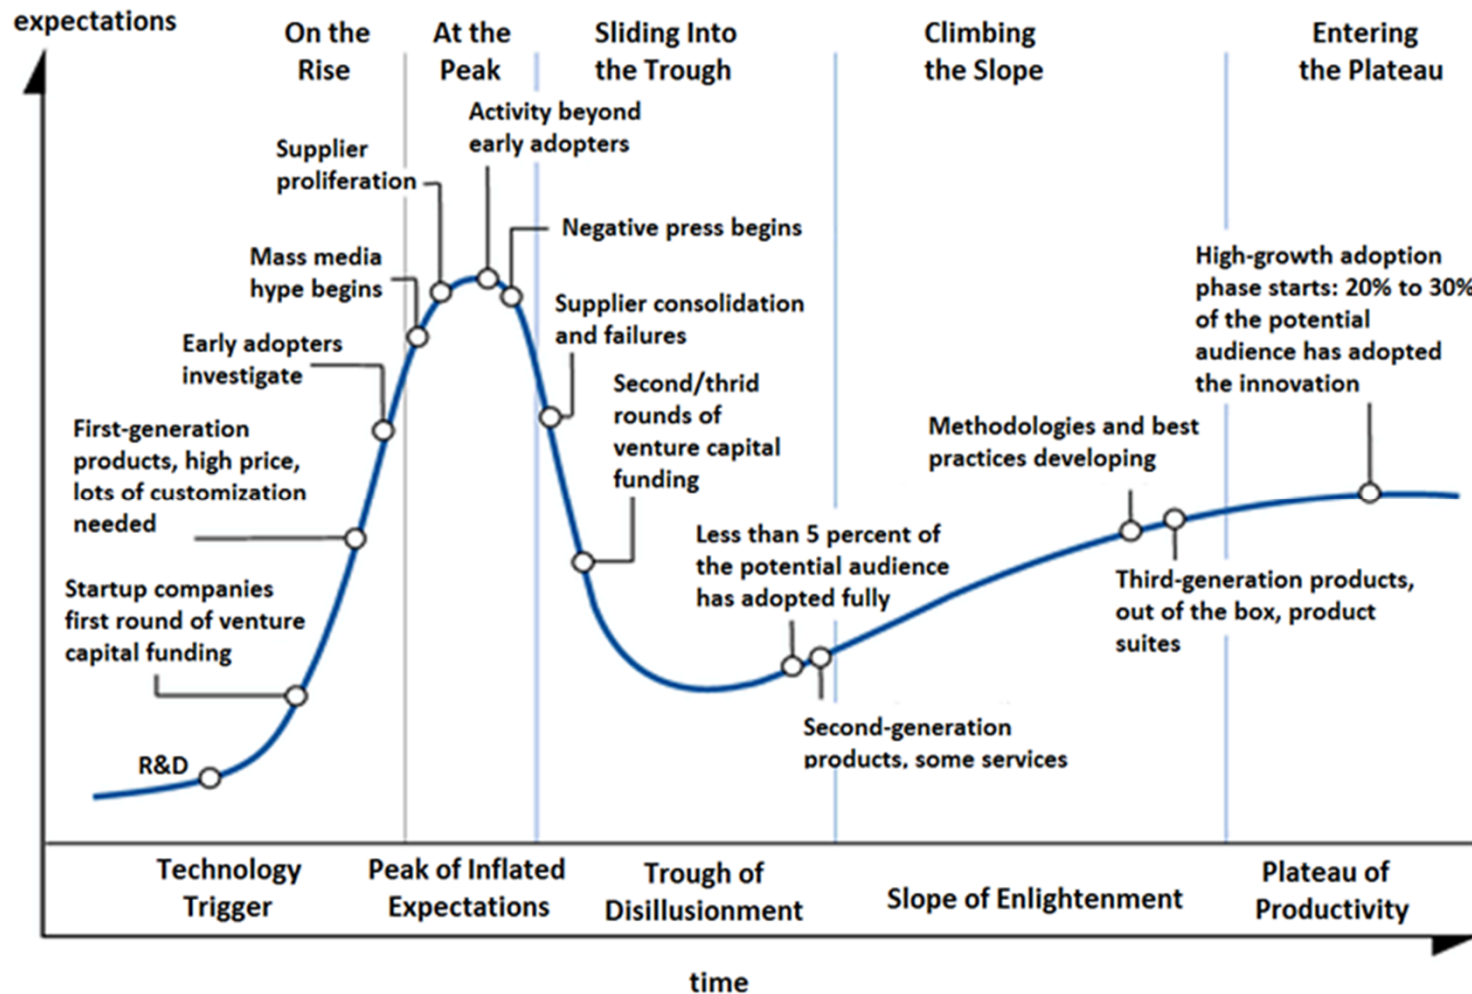 expectations
On the
Rise
At the
Peak
Sliding Into
the Trough
Climbing
the Slope
Entering
the Plateau
Activity beyond
early adopters
Supplier
proliferation
Negative press begins
Mass media
hype begins
Supplier consolidation
and failures
Early adopters
investigate
Second/thrid
rounds of
venture capital
funding
First-generation
products, high price,
lots of customization
needed
Startup companies
first round of venture
capital funding
R&D
Less than 5 percent of
the potential audience
has adopted fully
Second-generation
products, some services
Methodologies and best
practices developing
Third-generation products,
out of the box, product
suites
High-growth adoption
phase starts: 20% to 30%
of the potential
audience has adopted
the innovation
Technology
Trigger
Peak of Inflated
Expectations
Trough of
Disillusionment
Slope of Enlightenment
Plateau of
Productivity
time